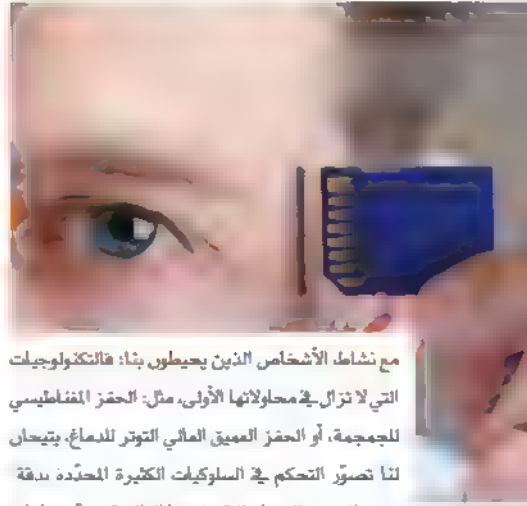 مع نشاط الأشخاص الذين يحيطون بنا؛ فالتكنولوجيات
التي لا تزال في محاولاتها الأولى، مثل: الحفز المغناطيسي
للجمجمة، أو الحفز العميق العالي التوتر للدماغ، يتيحان
لنا تصوّر التحكم في السلوكيات الكثيرة المحدّدة بدقة